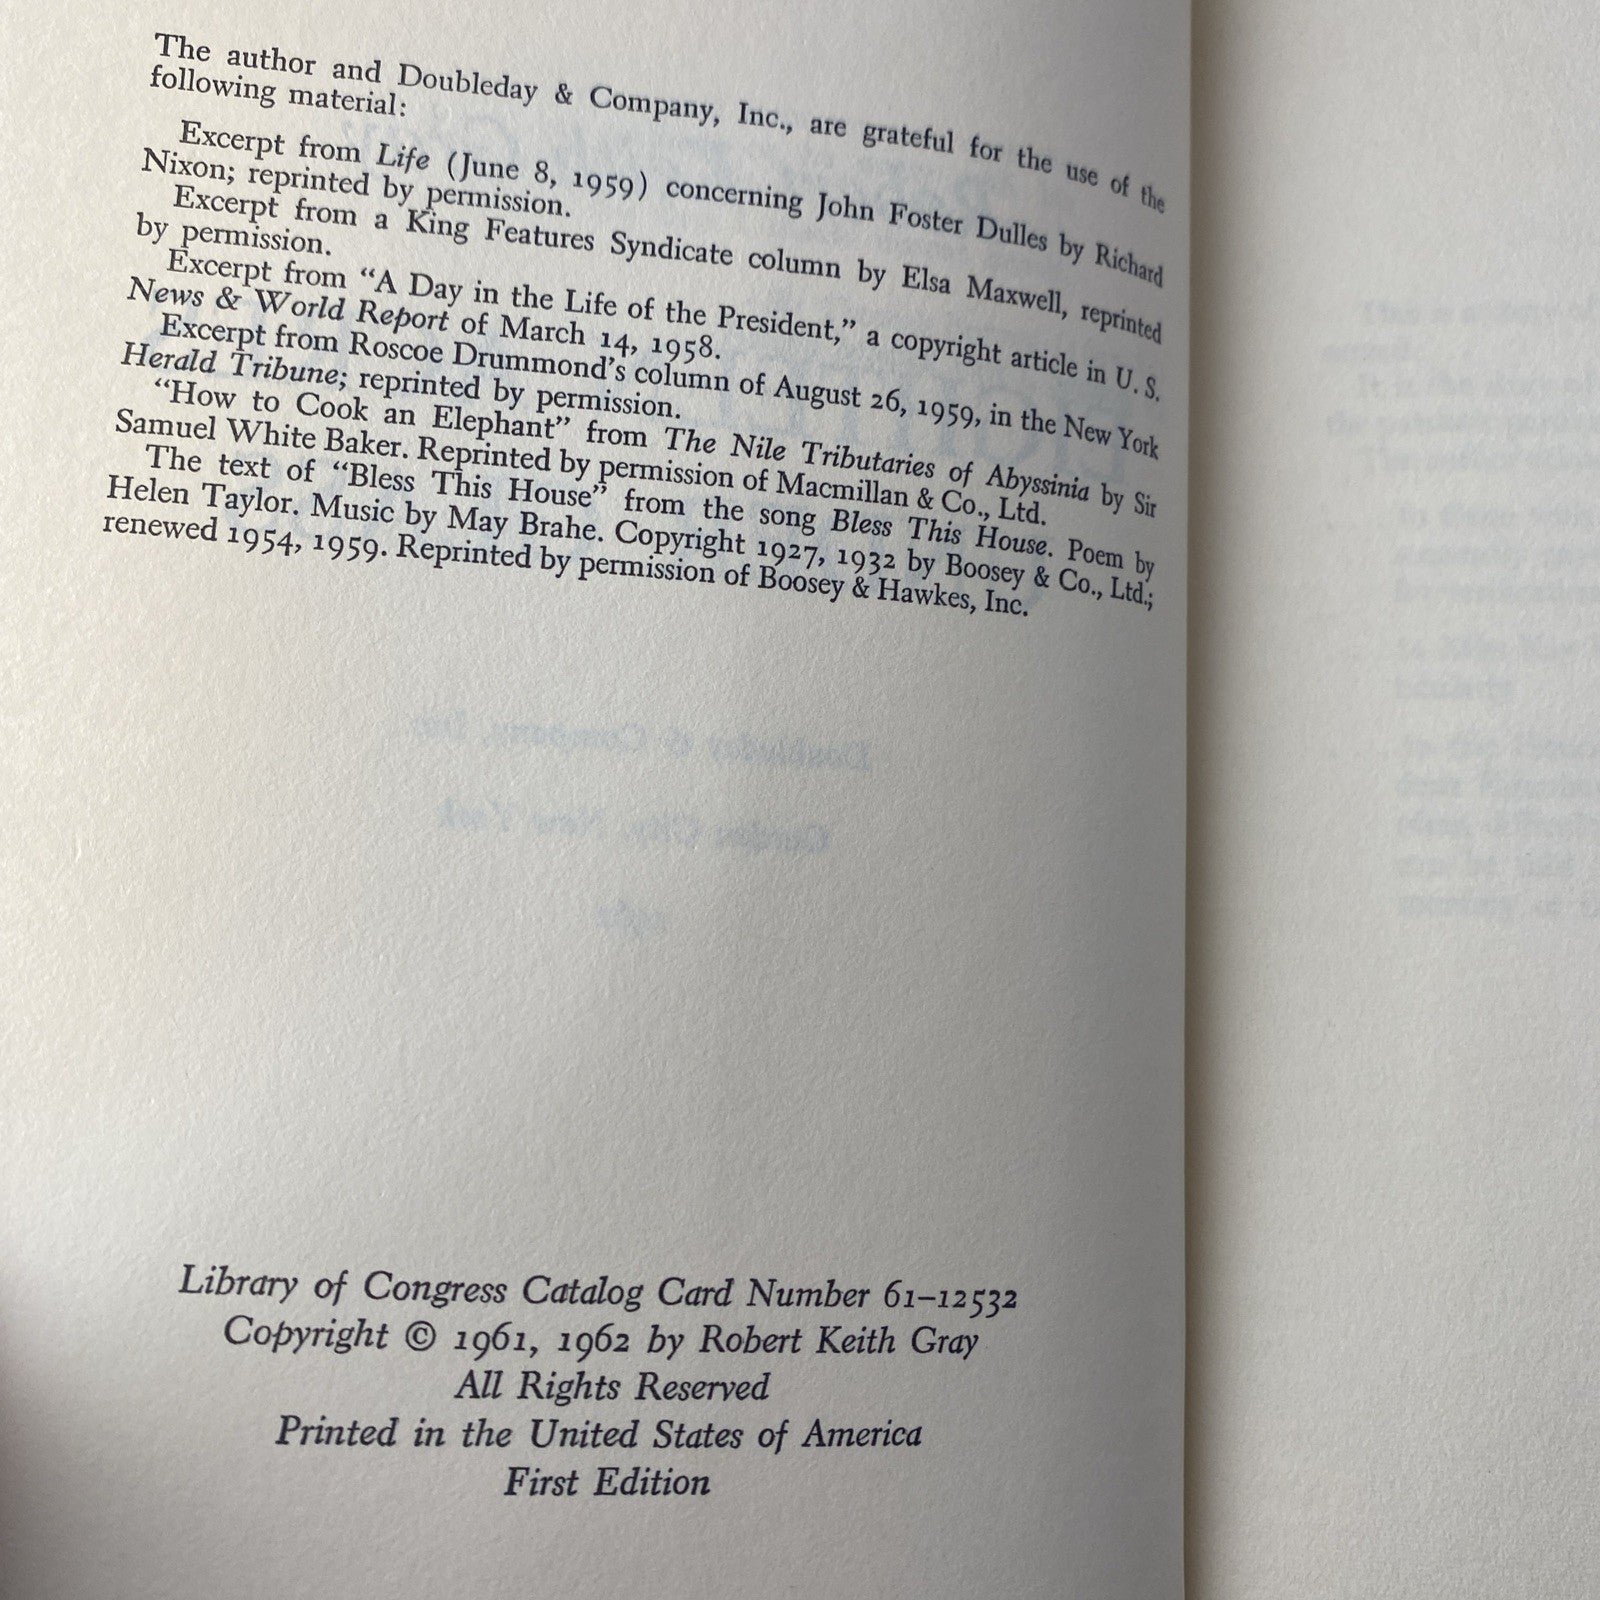 The author and Doubleday & Company, Inc., are grateful for the use of the
following material:
Excerpt from Life (June 8, 1959) concerning John Foster Dulles by Richard
Nixon; reprinted by permission.
Excerpt from a King Features Syndicate column by Elsa Maxwell, reprinted
by permission.
Excerpt from “A Day in the Life of the President,” a copyright article in U. S.
News & World Report of March 14, 1958.
Excerpt from Roscoe Drummond’s column of August 26, 1959, in the New York
Herald Tribune; reprinted by permission.
“How to Cook an Elephant” from The Nile Tributaries of Abyssinia by Sir
Samuel White Baker. Reprinted by permission of Macmillan & Co., Ltd.
The text of “Bless This House” from the song Bless This House. Poem by
Helen Taylor. Music by May Brahe. Copyright 1927, 1932 by Boosey & Co., Ltd.;
renewed 1954, 1959. Reprinted by permission of Boosey & Hawkes, Inc.
Library of Congress Catalog Card Number 61–12532
Copyright © 1961, 1962 by Robert Keith Gray
All Rights Reserved
Printed in the United States of America
First Edition